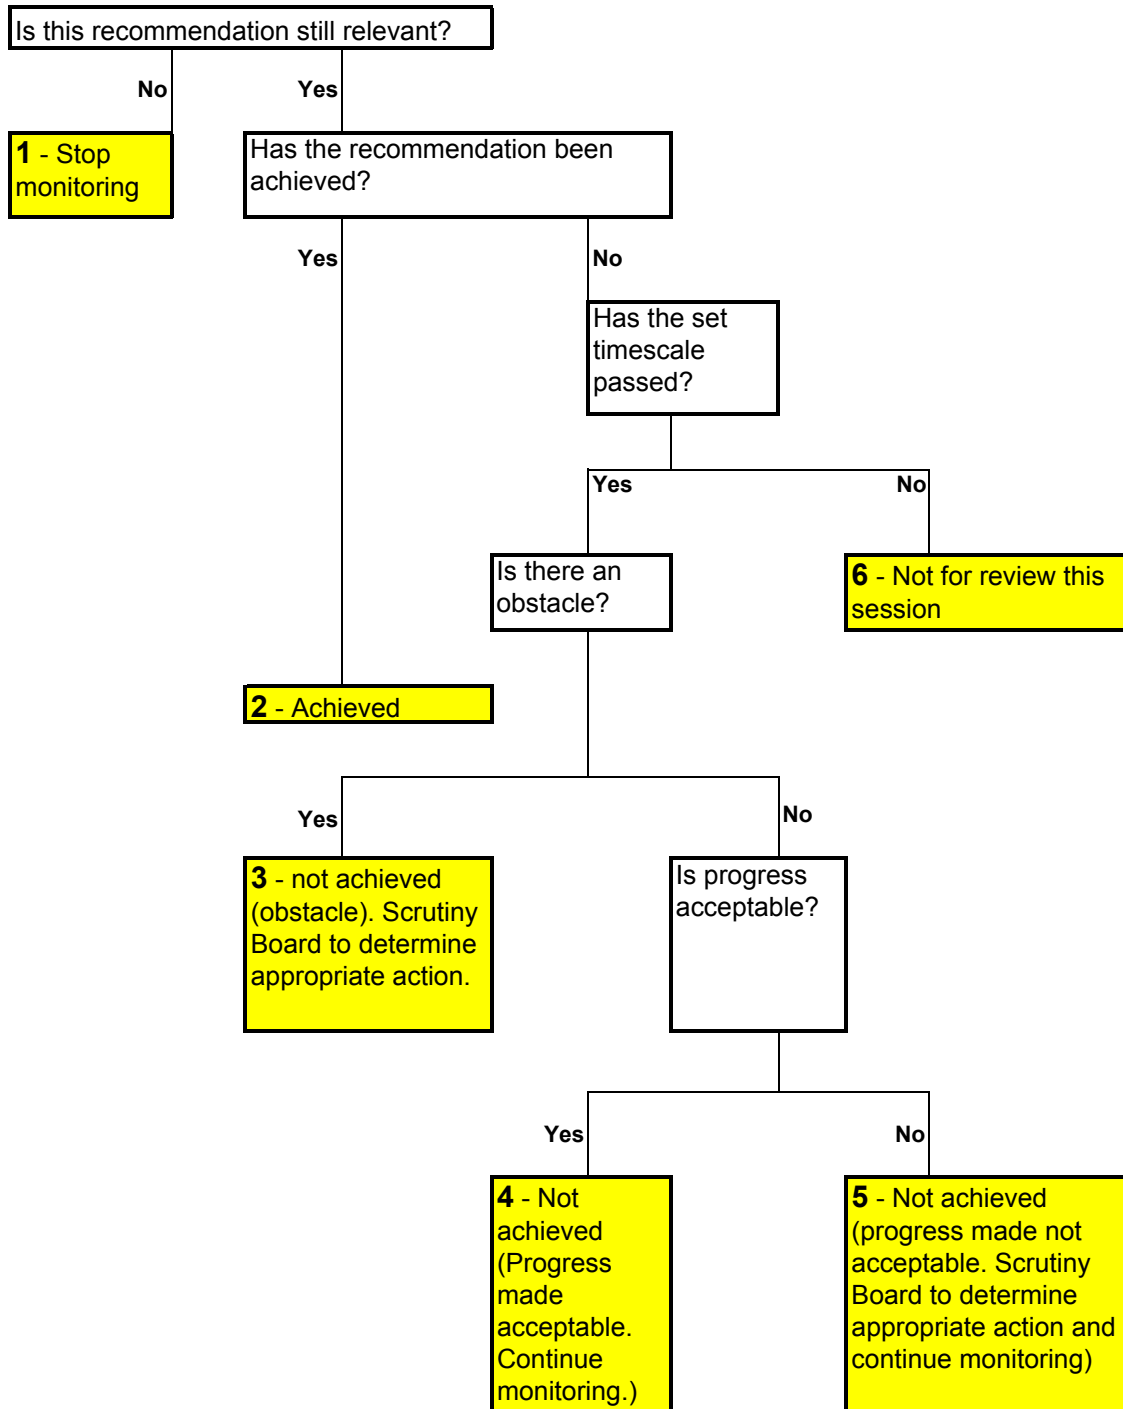 Is this recommendation still relevant?
No
Yes
1 - Stop
monitoring
Has the recommendation been
achieved?
Yes
No
Has the set
timescale
passed?
Yes
No
Is there an
obstacle?
6 - Not for review this
session
2 - Achieved
Yes
No
3 - not achieved
(obstacle). Scrutiny
Board to determine
appropriate action.
Is progress
acceptable?
Yes
No
4 - Not
achieved
(Progress
made
acceptable.
Continue
monitoring.)
5 - Not achieved
(progress made not
acceptable. Scrutiny
Board to determine
appropriate action and
continue monitoring)